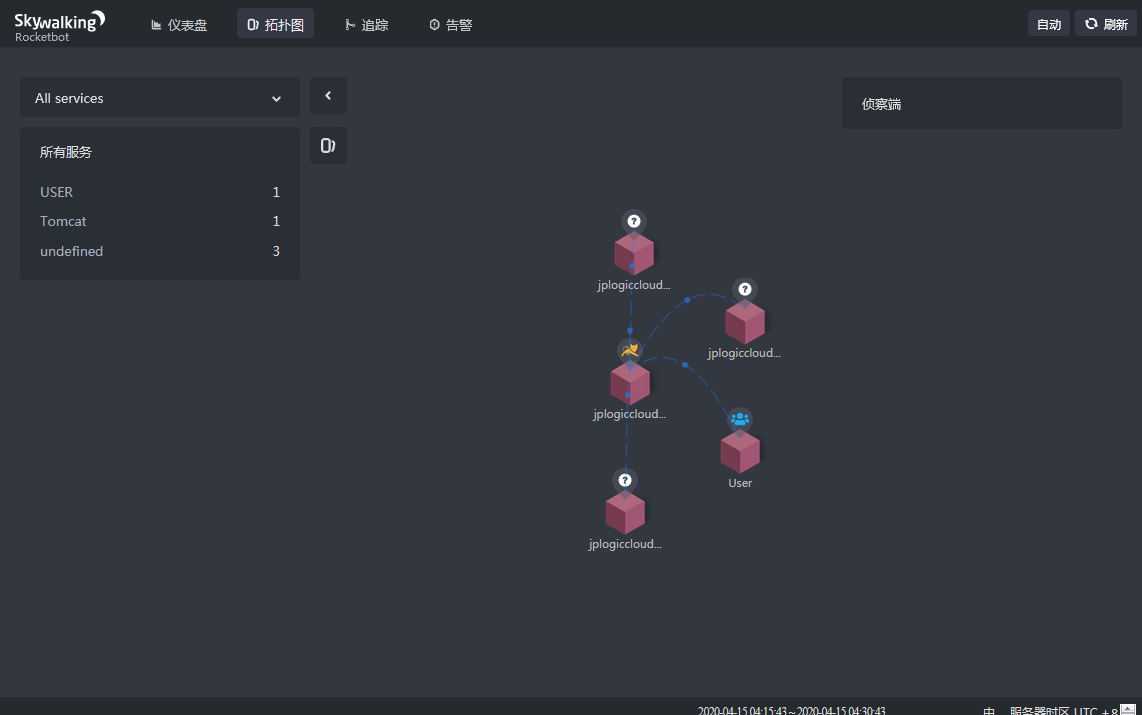 Skywalking
Rocketbot
仪表盘
拓扑图
追踪
告警
自动
刷新
All services
侦察端
所有服务
USER 1
Tomcat 1
undefined 3
?
jplogiccloud...
?
jplogiccloud...
jplogiccloud...
User
?
jplogiccloud...
2020-04-15 04:15:43 ~ 2020-04-15 04:30:43
中
服务器时区 UTC + 8